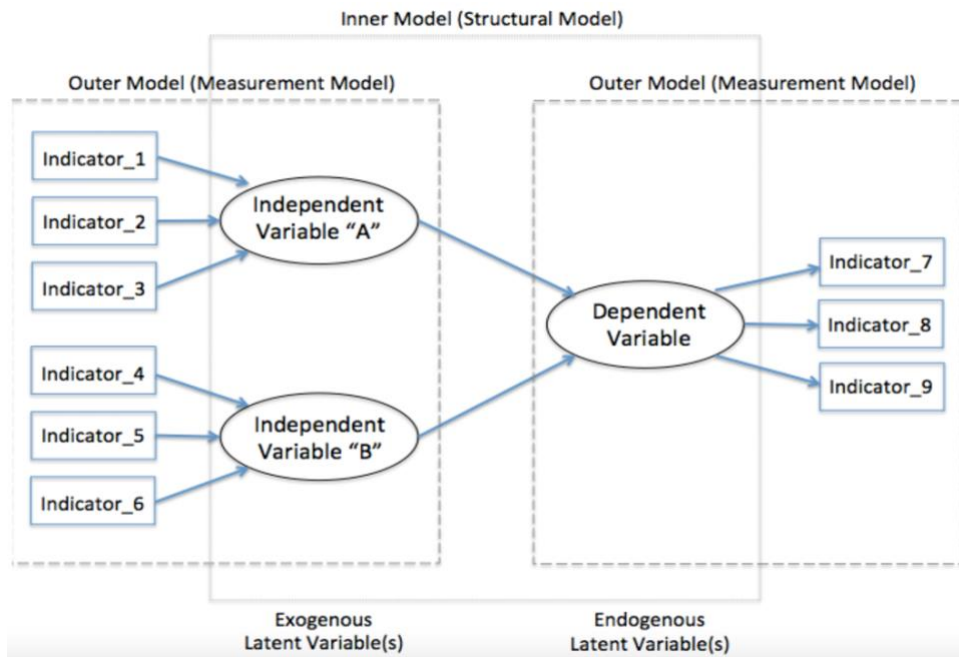 Inner Model (Structural Model)
Outer Model (Measurement Model)
Outer Model (Measurement Model)
Indicator_1
Indicator_2
Indicator_3
Independent
Variable “A”
Indicator_4
Indicator_5
Indicator_6
Independent
Variable “B”
Dependent
Variable
Indicator_7
Indicator_8
Indicator_9
Exogenous
Latent Variable(s)
Endogenous
Latent Variable(s)